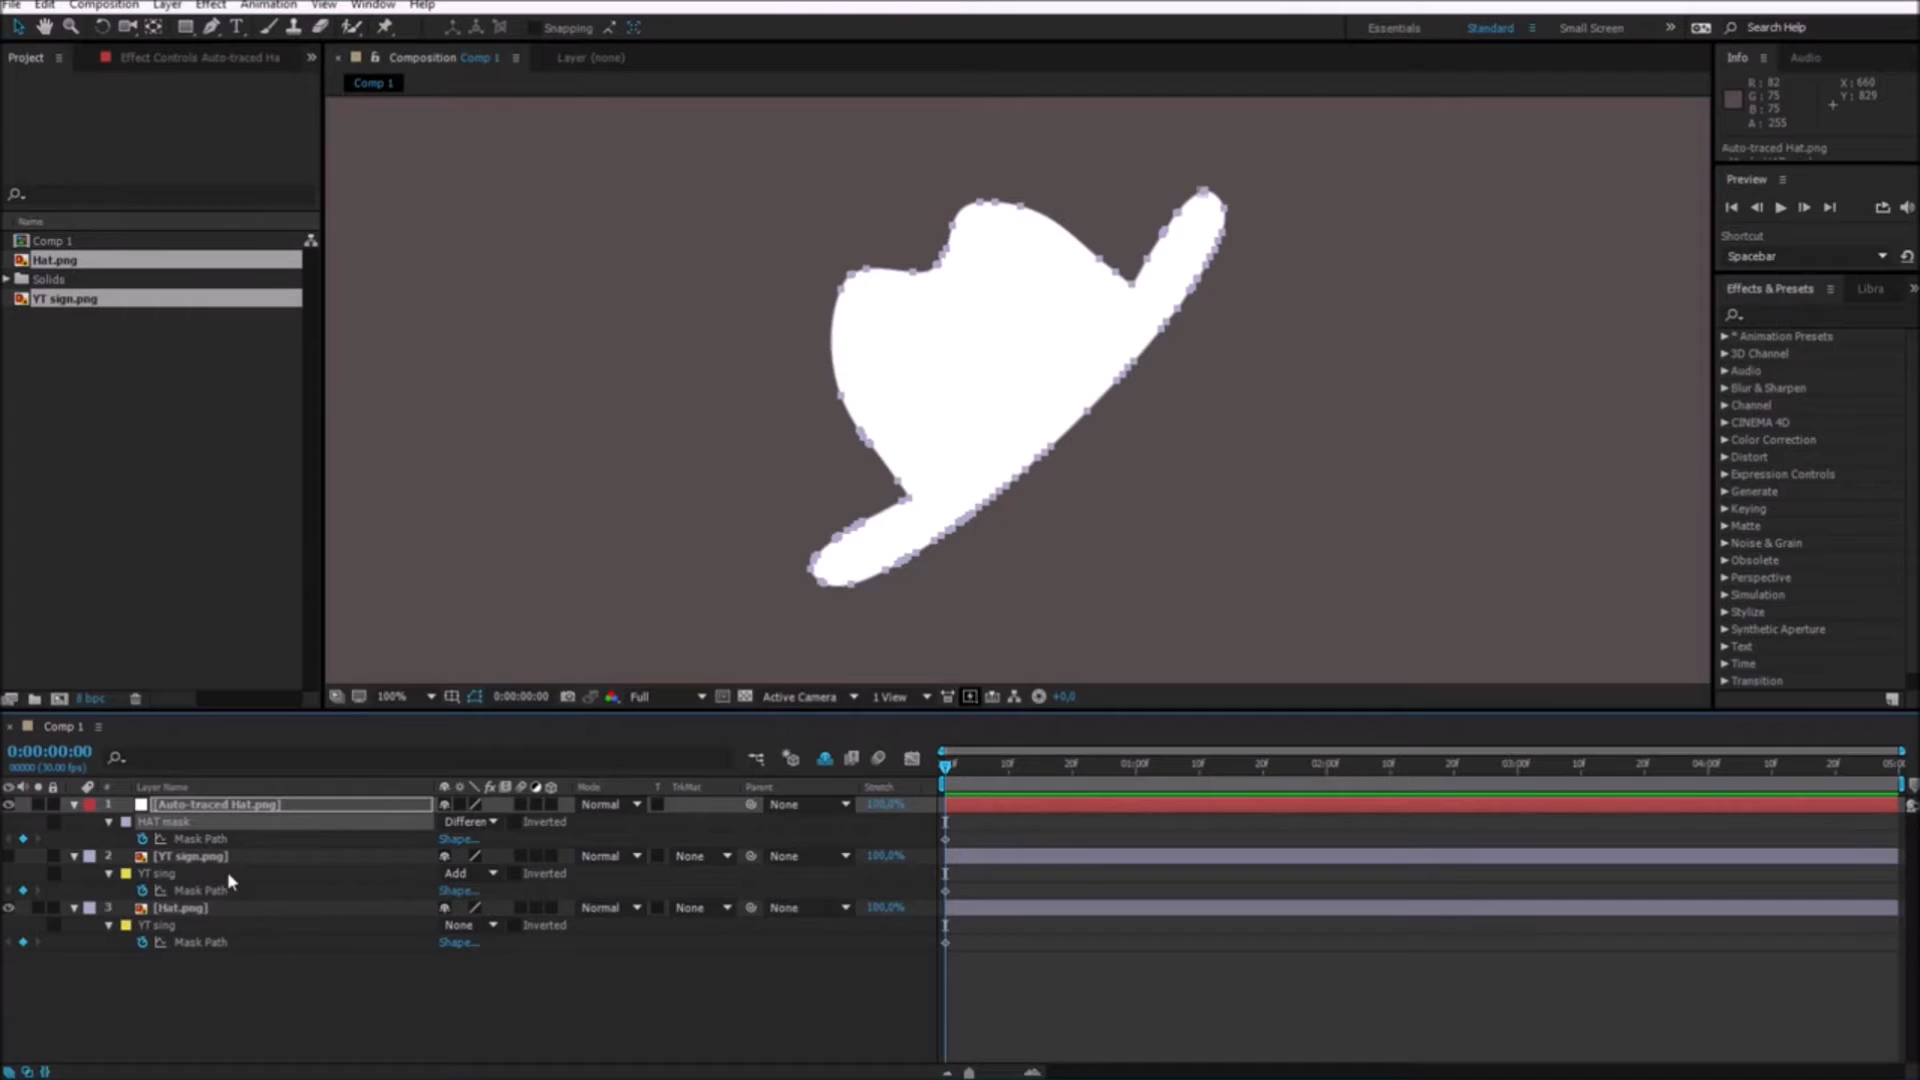 File Edit Composition Layer Effect Animation View Window Help
Snapping Essentials Standard Small Screen Search Help
Project Effect Controls Auto-traced Ha Composition Comp 1 Layer (none) Info Audio
Comp 1
R: 82 X: 660
G: 75 Y: 829
B: 75
A: 255
Auto-traced Hat.png
Preview
Name
Comp 1
Hat.png
Solids
YT sign.png
Shortcut
Spacebar
Effects & Presets Libra
* Animation Presets
3D Channel
Audio
Blur & Sharpen
Channel
CINEMA 4D
Color Correction
Distort
Expression Controls
Generate
Keying
Matte
Noise & Grain
Obsolete
Perspective
Simulation
Stylize
Synthetic Aperture
Text
Time
Transition
8 bpc 100% 0:00:00:00 Full Active Camera 1 View +0,0
Comp 1
0:00:00:00
00000 (30.00 fps)
# Layer Name Mode T TrkMat Parent Stretch
10f 20f 01:00f 10f 20f 02:00f 10f 20f 03:00f 10f 20f 04:00f 10f 20f
1 [Auto-traced Hat.png] Normal None 100,0%
HAT mask Differen Inverted
Mask Path Shape...
2 [YT sign.png] Normal None None 100,0%
YT sing Add Inverted
Mask Path Shape...
3 [Hat.png] Normal None None 100,0%
YT sing None Inverted
Mask Path Shape...